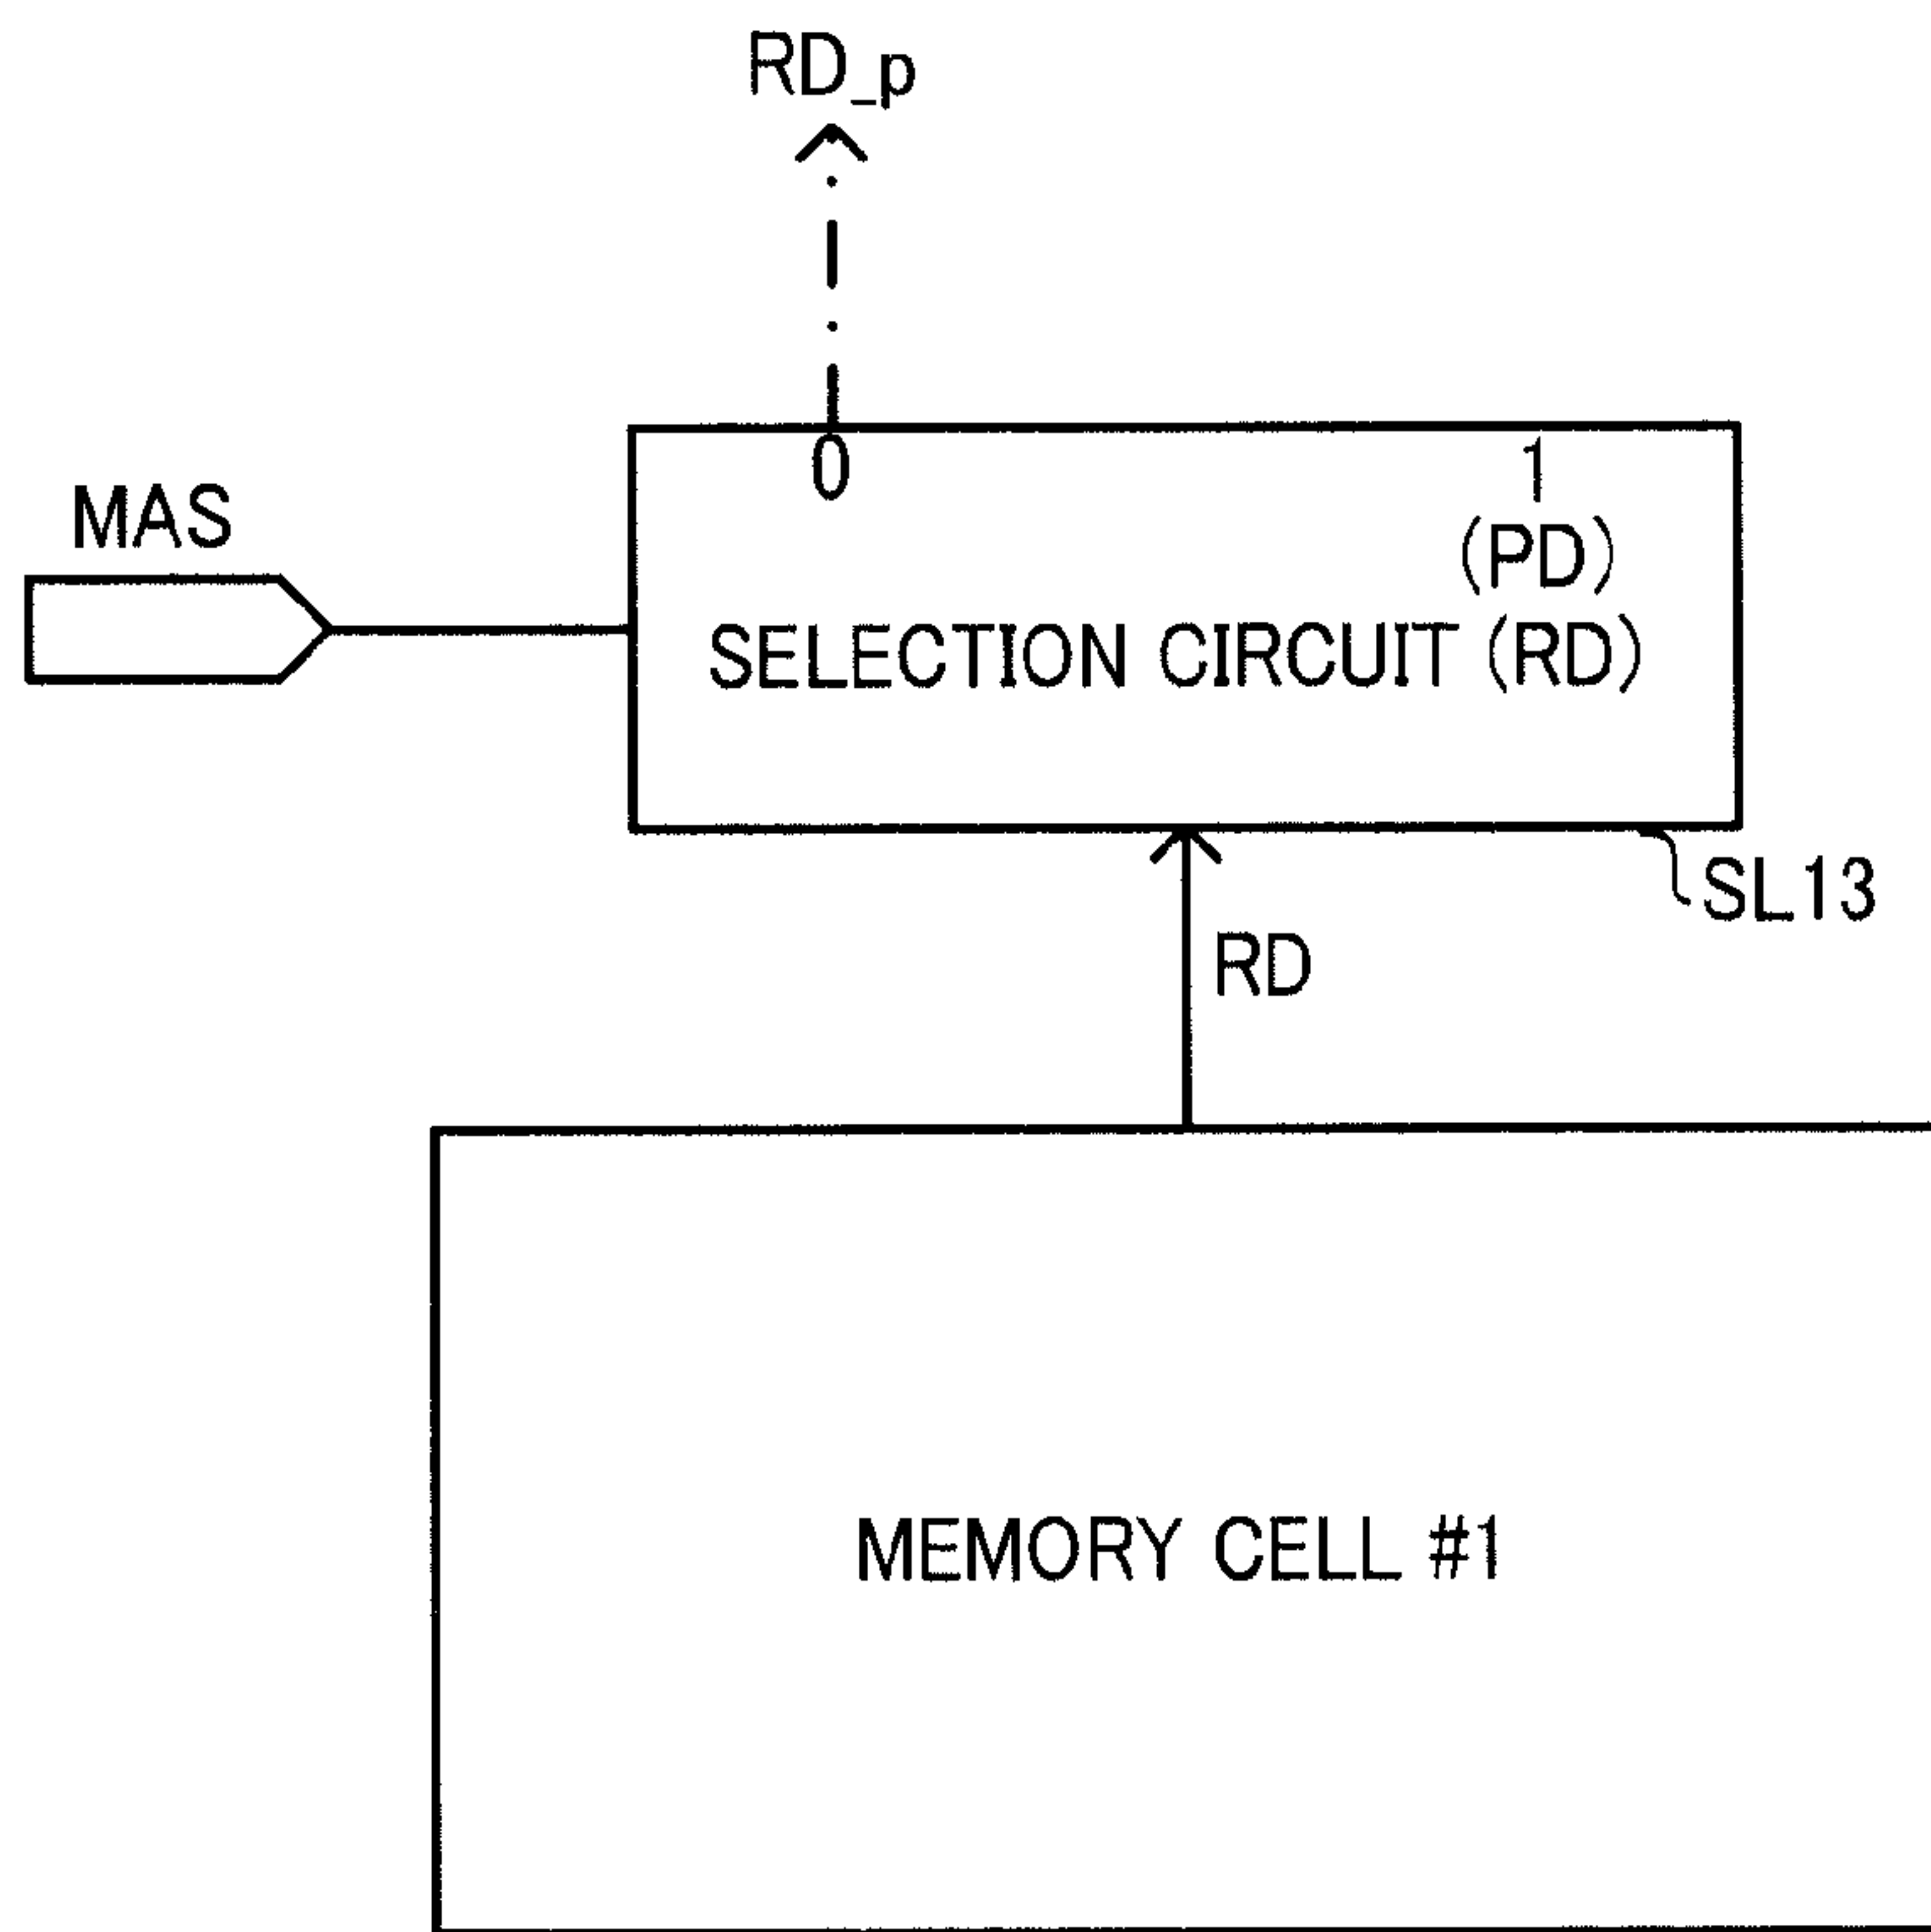 RD_p
0
1
MAS
(PD)
SELECTION CIRCUIT (RD)
SL13
RD
MEMORY CELL #1